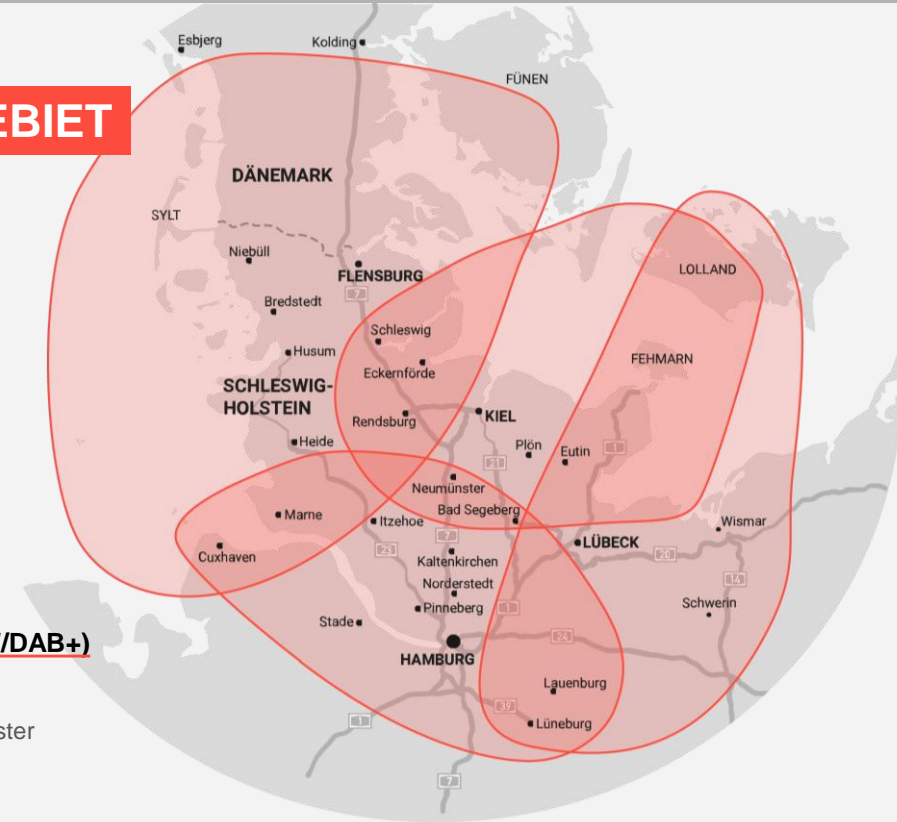 Esbjerg
Kolding
FÜNEN
EBIET
DÄNEMARK
SYLT
Niebüll
FLENSBURG
LOLLAND
7
Bredstedt
Schleswig
Husum
FEHMARN
Eckernförde
SCHLESWIG-
HOLSTEIN
Rendsburg
KIEL
Heide
Plön
Eutin
1
21
Neumünster
Marne
Itzehoe
Bad Segeberg
Wismar
7
LÜBECK
Cuxhaven
23
20
Kaltenkirchen
Norderstedt
14
Pinneberg
1
Schwerin
Stade
/DAB+)
24
HAMBURG
Lauenburg
39
Lüneburg
1
ster
7